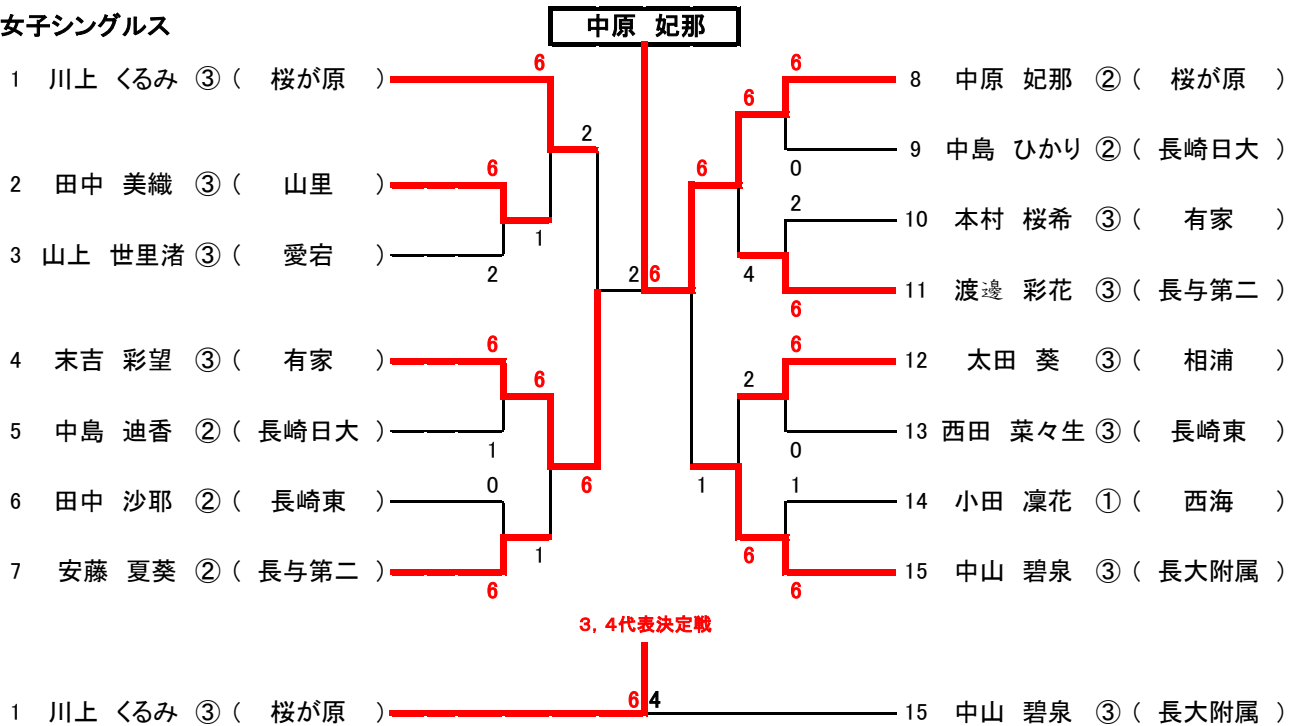 女子シングルス
中原 妃那
1 川上 くるみ ③ ( 桜が原 )
2 田中 美織 ③ ( 山里 )
3 山上 世里渚 ③ ( 愛宕 )
4 末吉 彩望 ③ ( 有家 )
5 中島 迪香 ② ( 長崎日大 )
6 田中 沙耶 ② ( 長崎東 )
7 安藤 夏葵 ② ( 長与第二 )
6
6
2
1
2
6
1
6
0
6
1
6
2
6
8 中原 妃那 ② ( 桜が原 )
9 中島 ひかり ② ( 長崎日大 )
10 本村 桜希 ③ ( 有家 )
11 渡邊 彩花 ③ ( 長与第二 )
12 太田 葵 ③ ( 相浦 )
13 西田 菜々生 ③ ( 長崎東 )
14 小田 凜花 ① ( 西海 )
15 中山 碧泉 ③ ( 長大附属 )
6
0
6
2
6
4
6
6
0
2
1
6
6
1
3,4代表決定戦
1 川上 くるみ ③ ( 桜が原 )
6 4
15 中山 碧泉 ③ ( 長大附属 )